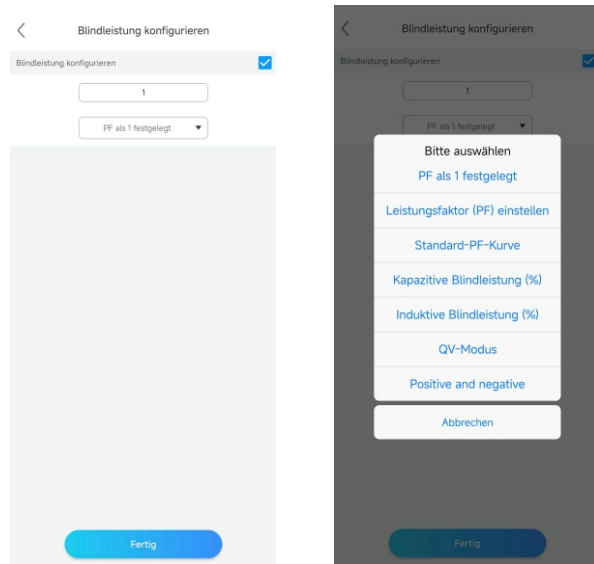 Blindleistung konfigurieren
Blindleistung konfigurieren
1
PF als 1 festgelegt
Fertig
Blindleistung konfigurieren
Blindleistung konfigurieren
1
PF als 1 festgelegt
Bitte auswählen
PF als 1 festgelegt
Leistungsfaktor (PF) einstellen
Standard-PF-Kurve
Kapazitive Blindleistung (%)
Induktive Blindleistung (%)
QV-Modus
Positive and negative
Abbrechen
Fertig